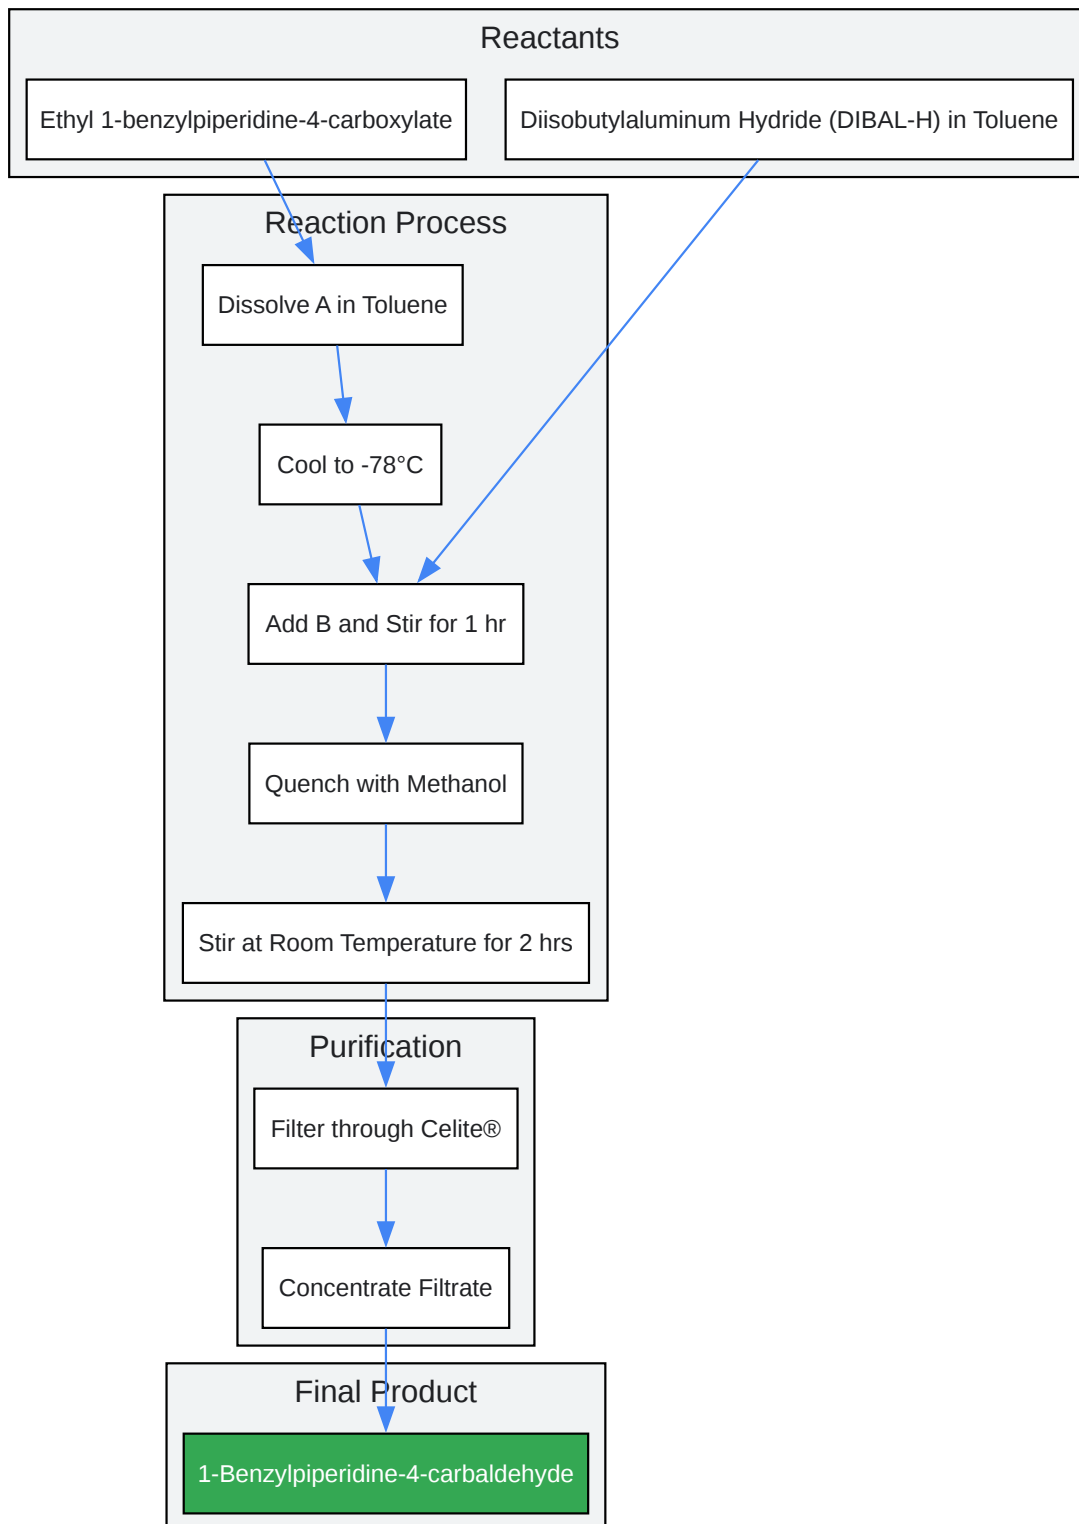 Reactants
Ethyl 1-benzylpiperidine-4-carboxylate
Diisobutylaluminum Hydride (DIBAL-H) in Toluene
Reaction Process
Dissolve A in Toluene
Cool to -78°C
Add B and Stir for 1 hr
Quench with Methanol
Stir at Room Temperature for 2 hrs
Purification
Filter through Celite®
Concentrate Filtrate
Final Product
1-Benzylpiperidine-4-carbaldehyde